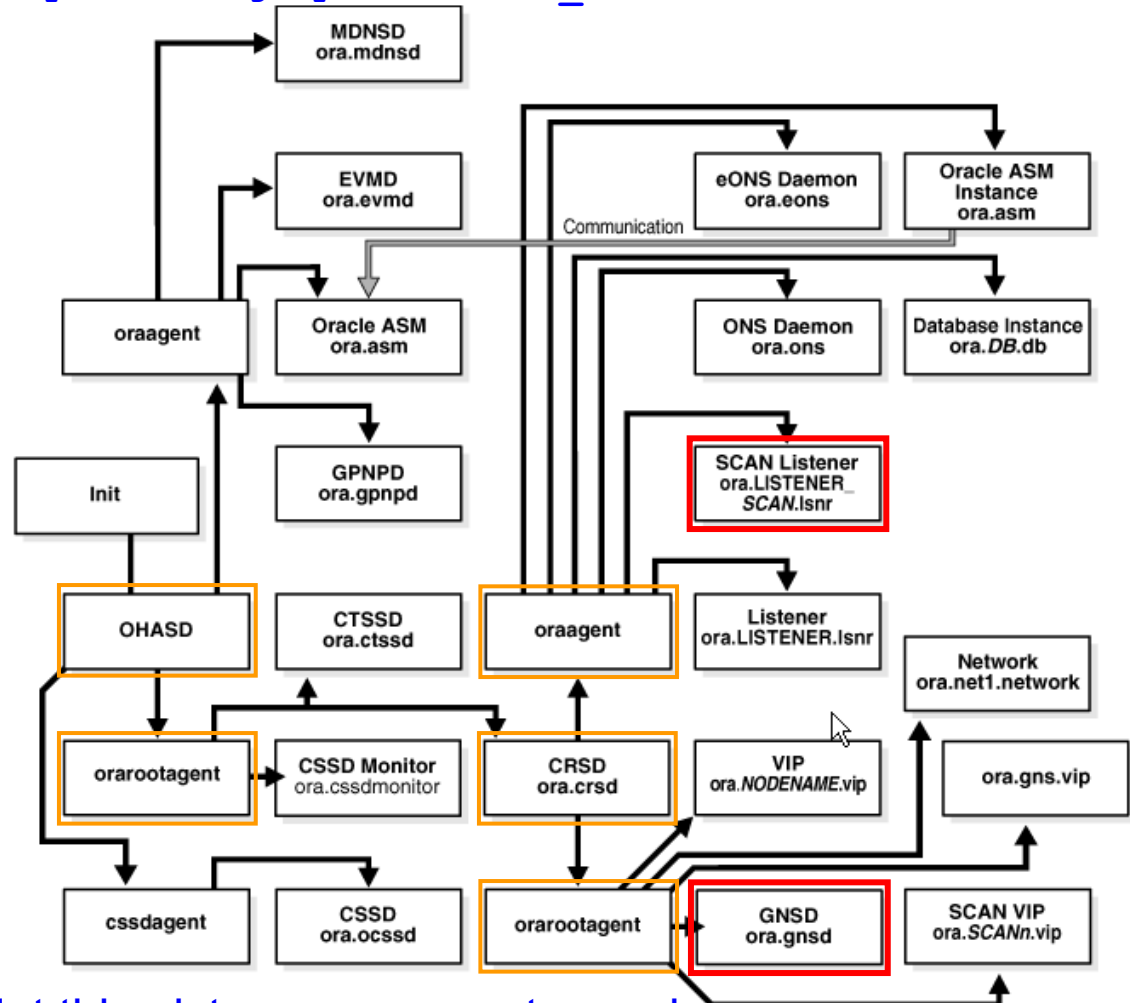 MDNSD
ora.mdnsd
EVMD
ora.evmd
eONS Daemon
ora.eons
Oracle ASM
Instance
ora.asm
Communication
oraagent
Oracle ASM
ora.asm
ONS Daemon
ora.ons
Database Instance
ora.DB.db
Init
GPNPD
ora.gpnpd
SCAN Listener
ora.LISTENER_
SCAN.lsnr
OHASD
CTSSD
ora.ctssd
oraagent
Listener
ora.LISTENER.lsnr
Network
ora.net1.network
orarootagent
CSSD Monitor
ora.cssdmonitor
CRSD
ora.crsd
VIP
ora.NODENAME.vip
ora.gns.vip
cssdagent
CSSD
ora.ocssd
orarootagent
GNSD
ora.gnsd
SCAN VIP
ora.SCANn.vip